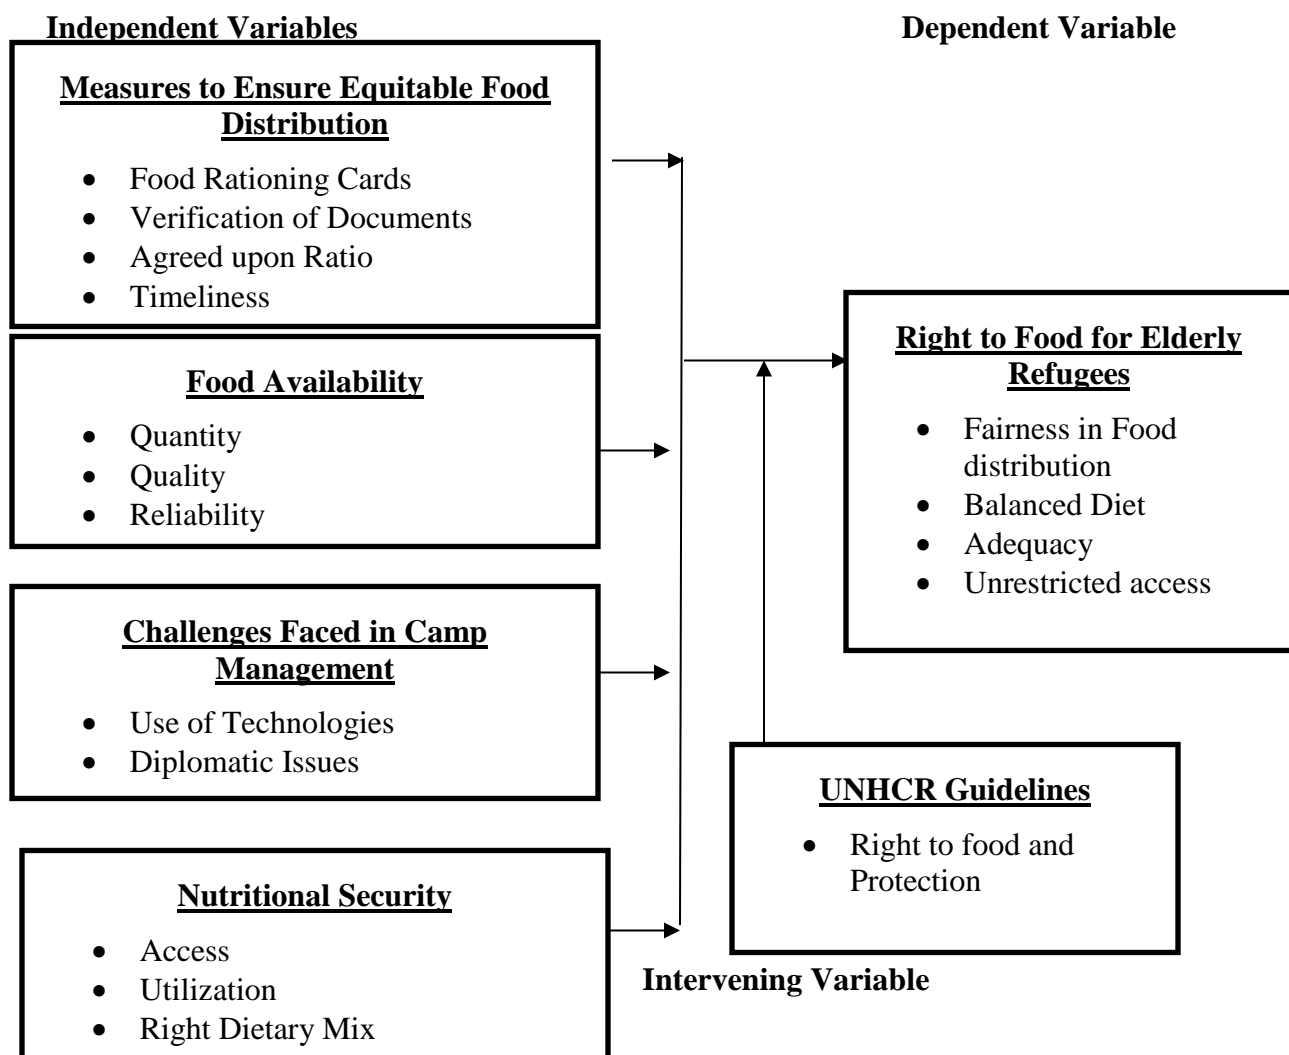 Independent Variables
Dependent Variable
Measures to Ensure Equitable Food
Distribution
• Food Rationing Cards
• Verification of Documents
• Agreed upon Ratio
• Timeliness
Food Availability
• Quantity
• Quality
• Reliability
Challenges Faced in Camp
Management
• Use of Technologies
• Diplomatic Issues
Nutritional Security
• Access
• Utilization
• Right Dietary Mix
Right to Food for Elderly
Refugees
• Fairness in Food
distribution
• Balanced Diet
• Adequacy
• Unrestricted access
UNHCR Guidelines
• Right to food and
Protection
Intervening Variable